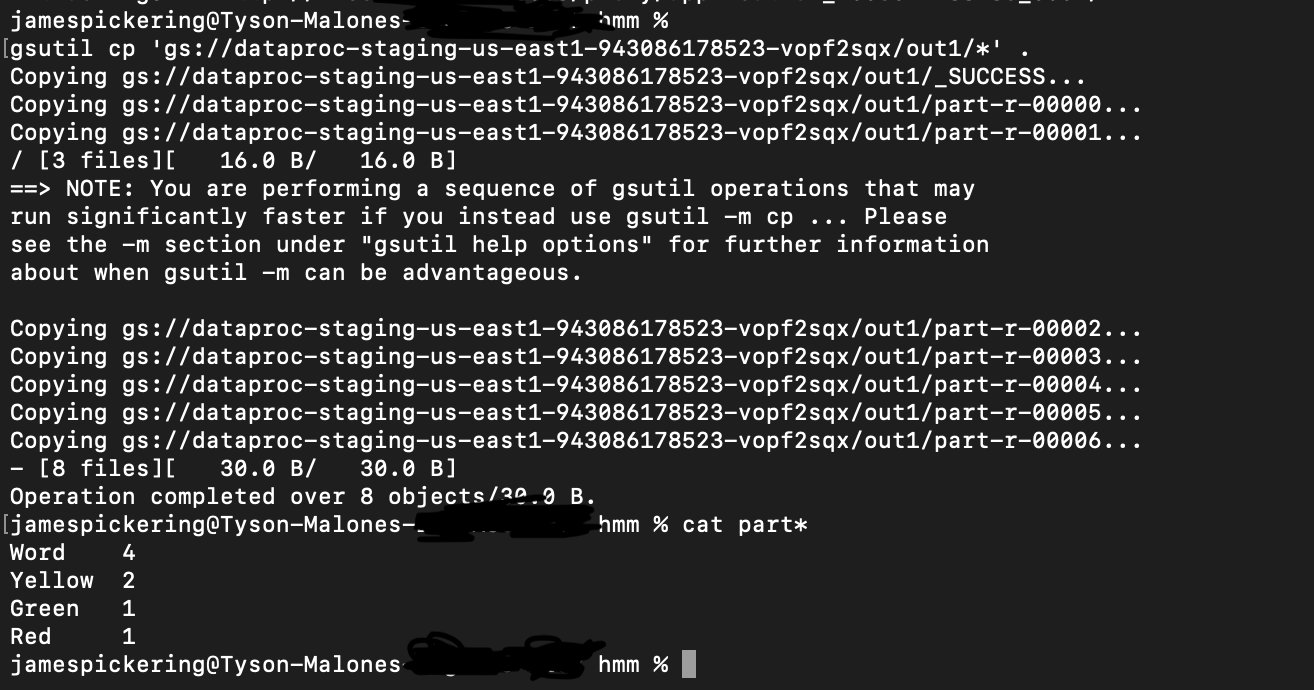 jamespickering@Tyson-Malones- hmm %
gsutil cp 'gs://dataproc-staging-us-east1-943086178523-vopf2sqx/out1/*' .
Copying gs://dataproc-staging-us-east1-943086178523-vopf2sqx/out1/_SUCCESS...
Copying gs://dataproc-staging-us-east1-943086178523-vopf2sqx/out1/part-r-00000...
Copying gs://dataproc-staging-us-east1-943086178523-vopf2sqx/out1/part-r-00001...
/ [3 files][   16.0 B/   16.0 B]
==> NOTE: You are performing a sequence of gsutil operations that may
run significantly faster if you instead use gsutil -m cp ... Please
see the -m section under "gsutil help options" for further information
about when gsutil -m can be advantageous.
Copying gs://dataproc-staging-us-east1-943086178523-vopf2sqx/out1/part-r-00002...
Copying gs://dataproc-staging-us-east1-943086178523-vopf2sqx/out1/part-r-00003...
Copying gs://dataproc-staging-us-east1-943086178523-vopf2sqx/out1/part-r-00004...
Copying gs://dataproc-staging-us-east1-943086178523-vopf2sqx/out1/part-r-00005...
Copying gs://dataproc-staging-us-east1-943086178523-vopf2sqx/out1/part-r-00006...
- [8 files][   30.0 B/   30.0 B]
Operation completed over 8 objects/30.0 B.
jamespickering@Tyson-Malones- hmm % cat part*
Word    4
Yellow  2
Green   1
Red     1
jamespickering@Tyson-Malones hmm %